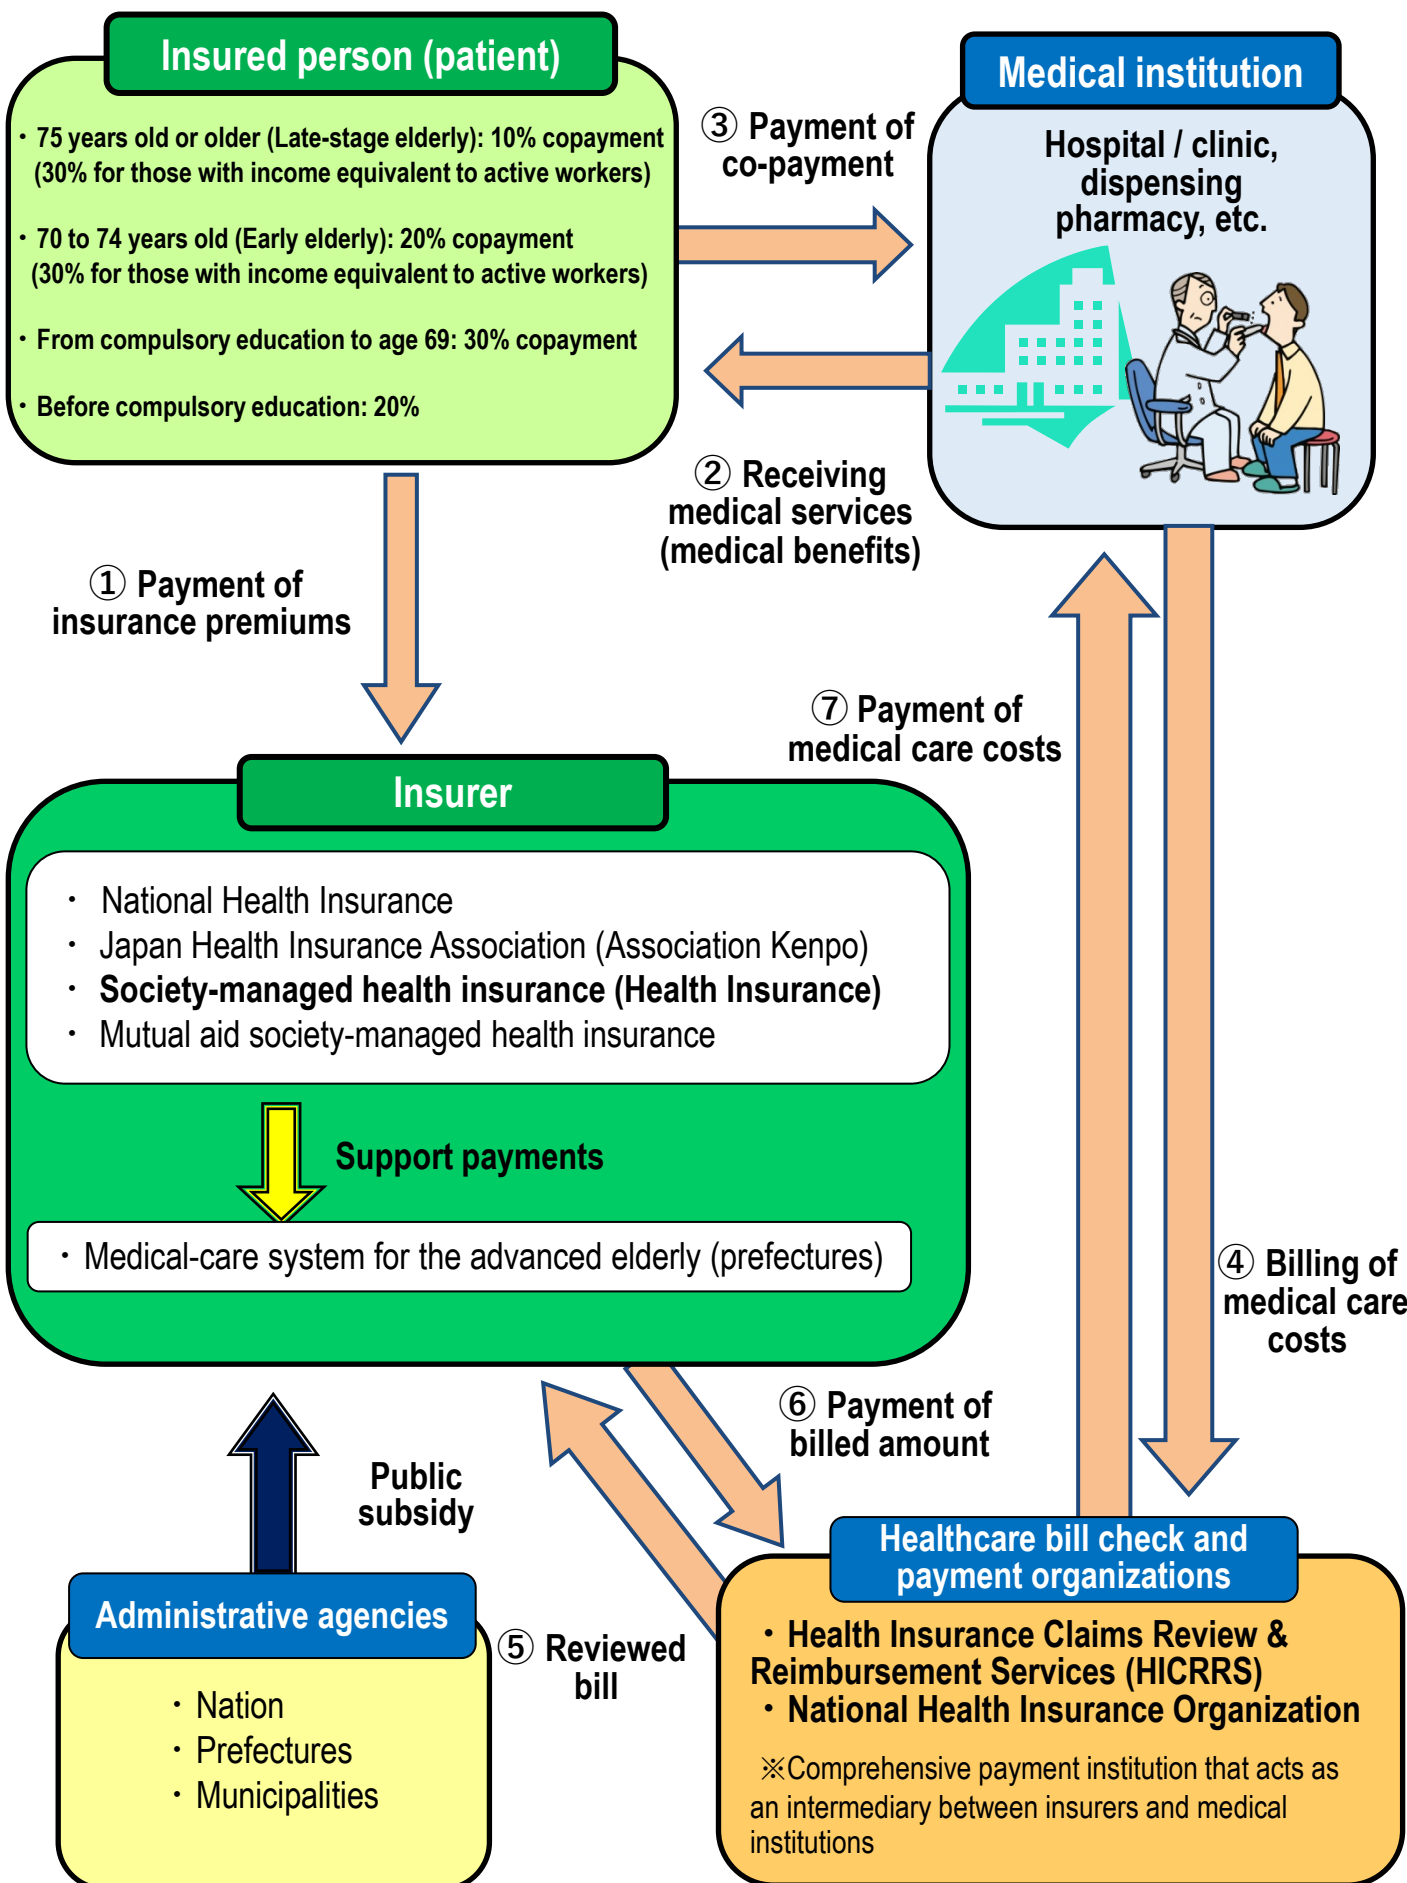 Insured person (patient)
・75 years old or older (Late-stage elderly): 10% copayment
(30% for those with income equivalent to active workers)
・70 to 74 years old (Early elderly): 20% copayment
(30% for those with income equivalent to active workers)
・From compulsory education to age 69: 30% copayment
・Before compulsory education: 20%
③ Payment of
co-payment
Medical institution
Hospital / clinic,
dispensing
pharmacy, etc.
② Receiving
medical services
(medical benefits)
① Payment of
insurance premiums
⑦ Payment of
medical care costs
Insurer
・National Health Insurance
・Japan Health Insurance Association (Association Kenpo)
・Society-managed health insurance (Health Insurance)
・Mutual aid society-managed health insurance
Support payments
・Medical-care system for the advanced elderly (prefectures)
④ Billing of
medical care
costs
⑥ Payment of
billed amount
Public
subsidy
Administrative agencies
・Nation
・Prefectures
・Municipalities
⑤ Reviewed
bill
Healthcare bill check and
payment organizations
・Health Insurance Claims Review &
Reimbursement Services (HICRRS)
・National Health Insurance Organization
※Comprehensive payment institution that acts as
an intermediary between insurers and medical
institutions